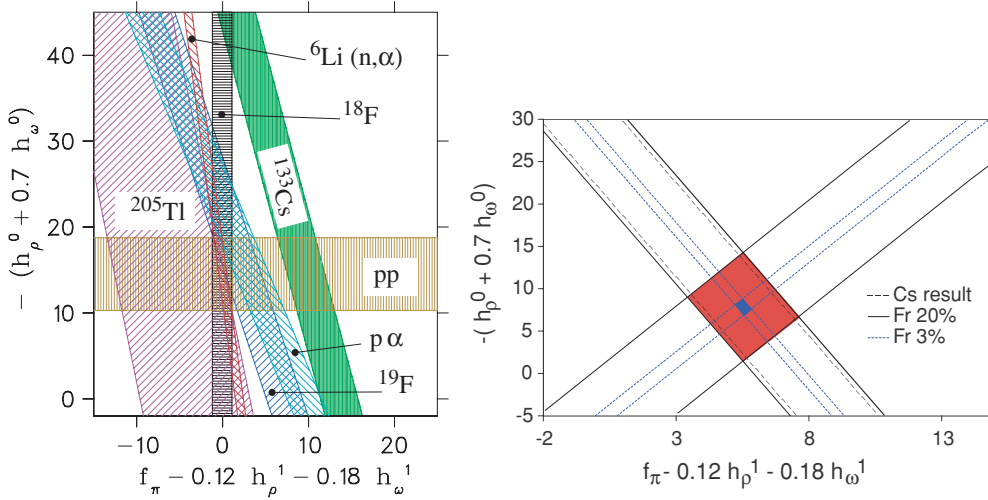 40
30
20
10
0
− (hρ⁰ + 0.7 hω⁰)
⁶Li (n,α)
¹⁸F
¹³³Cs
²⁰⁵Tl
pp
p α
¹⁹F
−10 0 10 20
fπ − 0.12 hρ¹ − 0.18 hω¹
30
25
20
15
10
5
0
-5
-( hρ⁰ + 0.7 hω⁰)
Cs result
Fr 20%
Fr 3%
-2 3 8 13
fπ - 0.12 hρ¹ - 0.18 hω¹